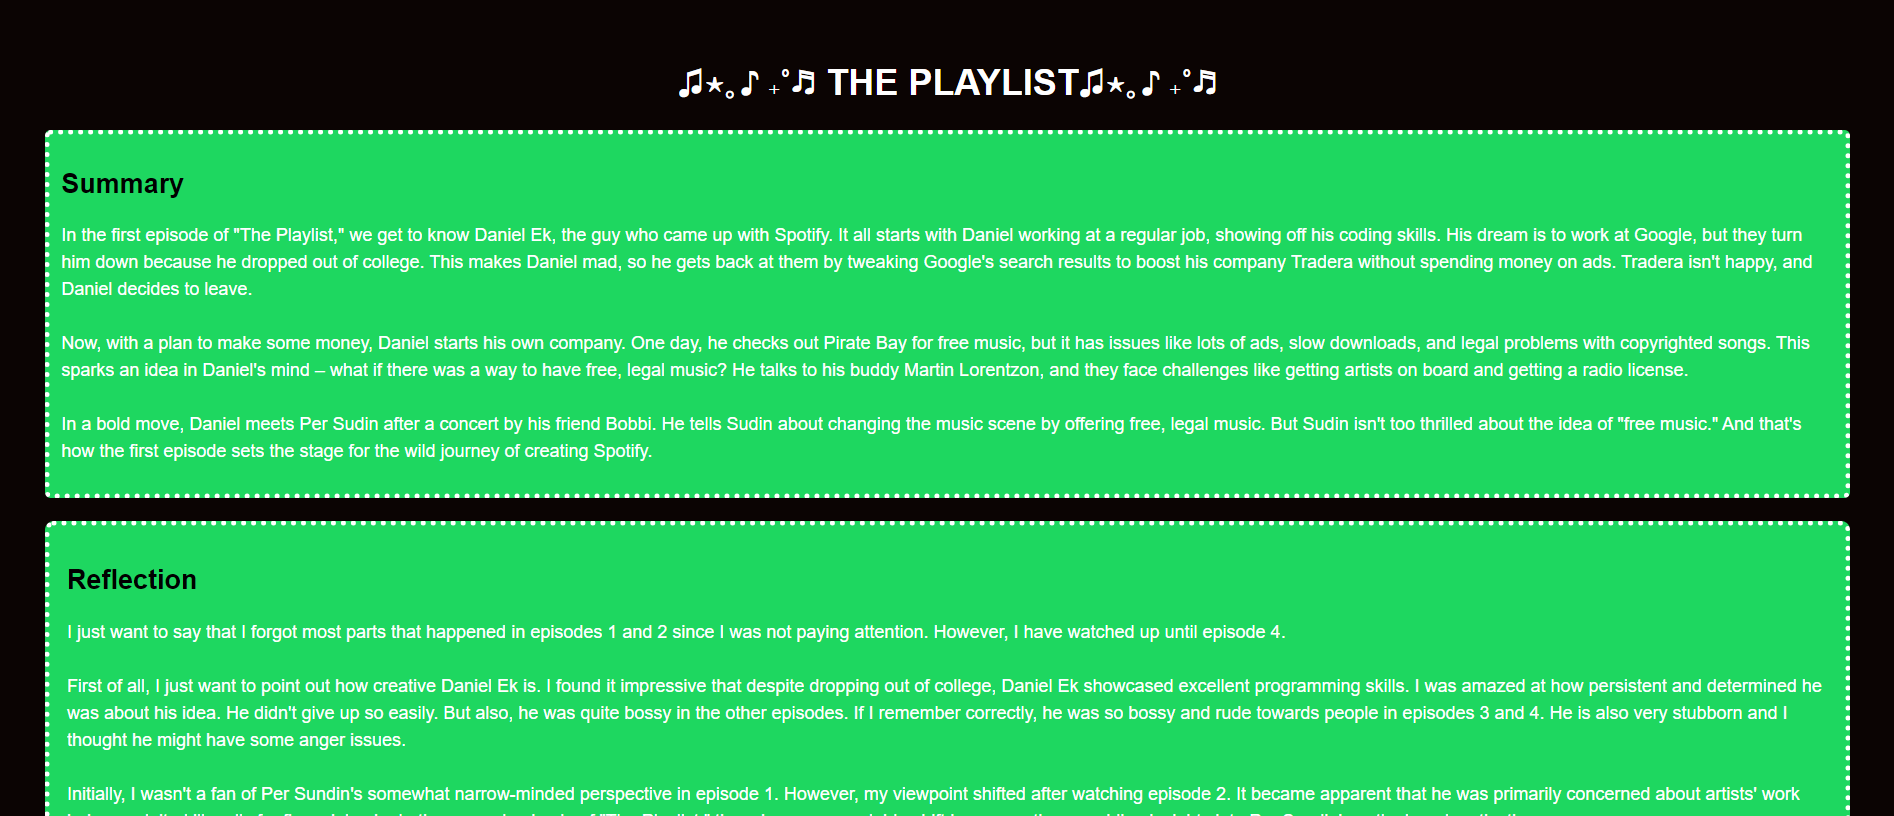 ♫⋆｡♪ ₊˚♬ THE PLAYLIST♫⋆｡♪ ₊˚♬
Summary
In the first episode of "The Playlist," we get to know Daniel Ek, the guy who came up with Spotify. It all starts with Daniel working at a regular job, showing off his coding skills. His dream is to work at Google, but they turn
him down because he dropped out of college. This makes Daniel mad, so he gets back at them by tweaking Google's search results to boost his company Tradera without spending money on ads. Tradera isn't happy, and
Daniel decides to leave.
Now, with a plan to make some money, Daniel starts his own company. One day, he checks out Pirate Bay for free music, but it has issues like lots of ads, slow downloads, and legal problems with copyrighted songs. This
sparks an idea in Daniel's mind – what if there was a way to have free, legal music? He talks to his buddy Martin Lorentzon, and they face challenges like getting artists on board and getting a radio license.
In a bold move, Daniel meets Per Sudin after a concert by his friend Bobbi. He tells Sudin about changing the music scene by offering free, legal music. But Sudin isn't too thrilled about the idea of "free music." And that's
how the first episode sets the stage for the wild journey of creating Spotify.
Reflection
I just want to say that I forgot most parts that happened in episodes 1 and 2 since I was not paying attention. However, I have watched up until episode 4.
First of all, I just want to point out how creative Daniel Ek is. I found it impressive that despite dropping out of college, Daniel Ek showcased excellent programming skills. I was amazed at how persistent and determined he
was about his idea. He didn't give up so easily. But also, he was quite bossy in the other episodes. If I remember correctly, he was so bossy and rude towards people in episodes 3 and 4. He is also very stubborn and I
thought he might have some anger issues.
Initially, I wasn't a fan of Per Sundin's somewhat narrow-minded perspective in episode 1. However, my viewpoint shifted after watching episode 2. It became apparent that he was primarily concerned about artists' work